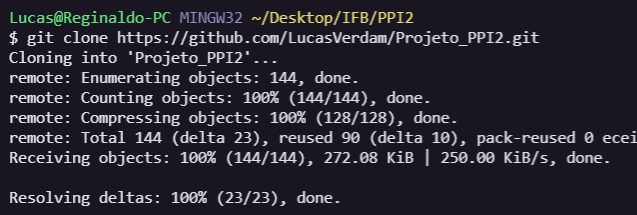 Lucas@Reginaldo-PC MINGW32 ~/Desktop/IFB/PPI2
$ git clone https://github.com/LucasVerdam/Projeto_PPI2.git
Cloning into 'Projeto_PPI2'...
remote: Enumerating objects: 144, done.
remote: Counting objects: 100% (144/144), done.
remote: Compressing objects: 100% (128/128), done.
remote: Total 144 (delta 23), reused 90 (delta 10), pack-reused 0 ecei
Receiving objects: 100% (144/144), 272.08 KiB | 250.00 KiB/s, done.
Resolving deltas: 100% (23/23), done.